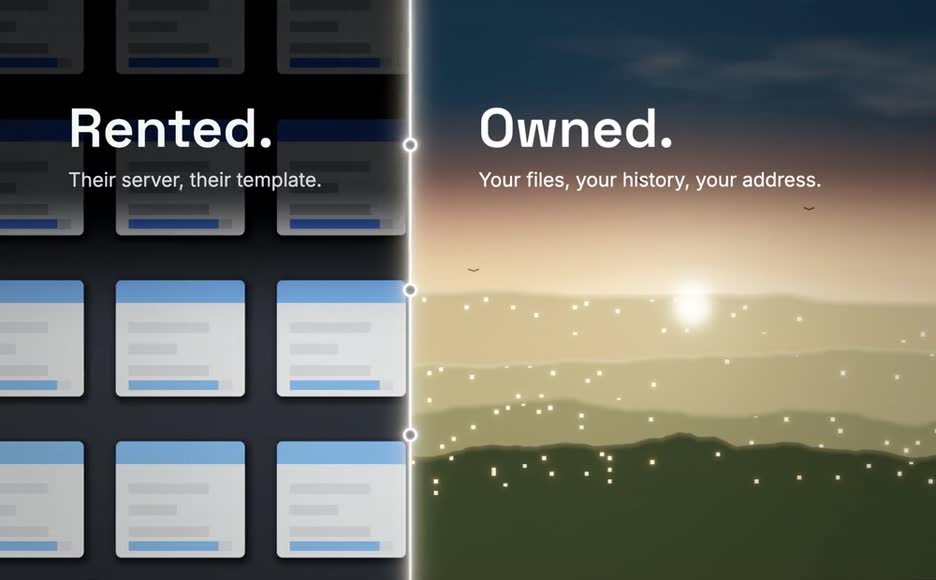 Rented.
Their server, their template.
Owned.
Your files, your history, your address.